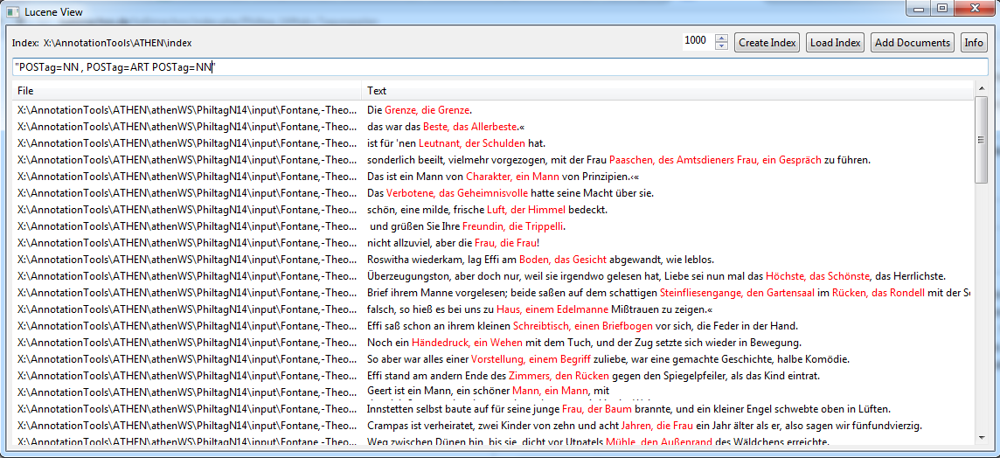 Lucene View
Index: X:\AnnotationTools\ATHEN\index
1000
Create Index
Load Index
Add Documents
Info
"POSTag=NN , POSTag=ART POSTag=NN"
File Text
X:\AnnotationTools\ATHEN\athenWS\PhiltagN14\input\Fontane,-Theo... Die Grenze, die Grenze.
X:\AnnotationTools\ATHEN\athenWS\PhiltagN14\input\Fontane,-Theo... das war das Beste, das Allerbeste.«
X:\AnnotationTools\ATHEN\athenWS\PhiltagN14\input\Fontane,-Theo... ist für 'nen Leutnant, der Schulden hat.
X:\AnnotationTools\ATHEN\athenWS\PhiltagN14\input\Fontane,-Theo... sonderlich beeilt, vielmehr vorgezogen, mit der Frau Paaschen, des Amtsdieners Frau, ein Gespräch zu führen.
X:\AnnotationTools\ATHEN\athenWS\PhiltagN14\input\Fontane,-Theo... Das ist ein Mann von Charakter, ein Mann von Prinzipien.‹«
X:\AnnotationTools\ATHEN\athenWS\PhiltagN14\input\Fontane,-Theo... Das Verbotene, das Geheimnisvolle hatte seine Macht über sie.
X:\AnnotationTools\ATHEN\athenWS\PhiltagN14\input\Fontane,-Theo... schön, eine milde, frische Luft, der Himmel bedeckt.
X:\AnnotationTools\ATHEN\athenWS\PhiltagN14\input\Fontane,-Theo... und grüßen Sie Ihre Freundin, die Trippelli.
X:\AnnotationTools\ATHEN\athenWS\PhiltagN14\input\Fontane,-Theo... nicht allzuviel, aber die Frau, die Frau!
X:\AnnotationTools\ATHEN\athenWS\PhiltagN14\input\Fontane,-Theo... Roswitha wiederkam, lag Effi am Boden, das Gesicht abgewandt, wie leblos.
X:\AnnotationTools\ATHEN\athenWS\PhiltagN14\input\Fontane,-Theo... Überzeugungston, aber doch nur, weil sie irgendwo gelesen hat, Liebe sei nun mal das Höchste, das Schönste, das Herrlichste.
X:\AnnotationTools\ATHEN\athenWS\PhiltagN14\input\Fontane,-Theo... Brief ihrem Manne vorgelesen; beide saßen auf dem schattigen Steinfliesengange, den Gartensaal im Rücken, das Rondell mit der
X:\AnnotationTools\ATHEN\athenWS\PhiltagN14\input\Fontane,-Theo... falsch, so hieß es bei uns zu Haus, einem Edelmanne Mißtrauen zu zeigen.«
X:\AnnotationTools\ATHEN\athenWS\PhiltagN14\input\Fontane,-Theo... Effi saß schon an ihrem kleinen Schreibtisch, einen Briefbogen vor sich, die Feder in der Hand.
X:\AnnotationTools\ATHEN\athenWS\PhiltagN14\input\Fontane,-Theo... Noch ein Händedruck, ein Wehen mit dem Tuch, und der Zug setzte sich wieder in Bewegung.
X:\AnnotationTools\ATHEN\athenWS\PhiltagN14\input\Fontane,-Theo... So aber war alles einer Vorstellung, einem Begriff zuliebe, war eine gemachte Geschichte, halbe Komödie.
X:\AnnotationTools\ATHEN\athenWS\PhiltagN14\input\Fontane,-Theo... Effi stand am andern Ende des Zimmers, den Rücken gegen den Spiegelpfeiler, als das Kind eintrat.
X:\AnnotationTools\ATHEN\athenWS\PhiltagN14\input\Fontane,-Theo... Geert ist ein Mann, ein schöner Mann, ein Mann, mit
X:\AnnotationTools\ATHEN\athenWS\PhiltagN14\input\Fontane,-Theo... Innstetten selbst baute auf für seine junge Frau, der Baum brannte, und ein kleiner Engel schwebte oben in Lüften.
X:\AnnotationTools\ATHEN\athenWS\PhiltagN14\input\Fontane,-Theo... Crampas ist verheiratet, zwei Kinder von zehn und acht Jahren, die Frau ein Jahr älter als er, also sagen wir fünfundvierzig.
X:\AnnotationTools\ATHEN\athenWS\PhiltagN14\input\Fontane,-Theo... Weg zwischen Dünen hin, bis sie, dicht vor Utpatels Mühle, den Außenrand des Wäldchens erreichte.